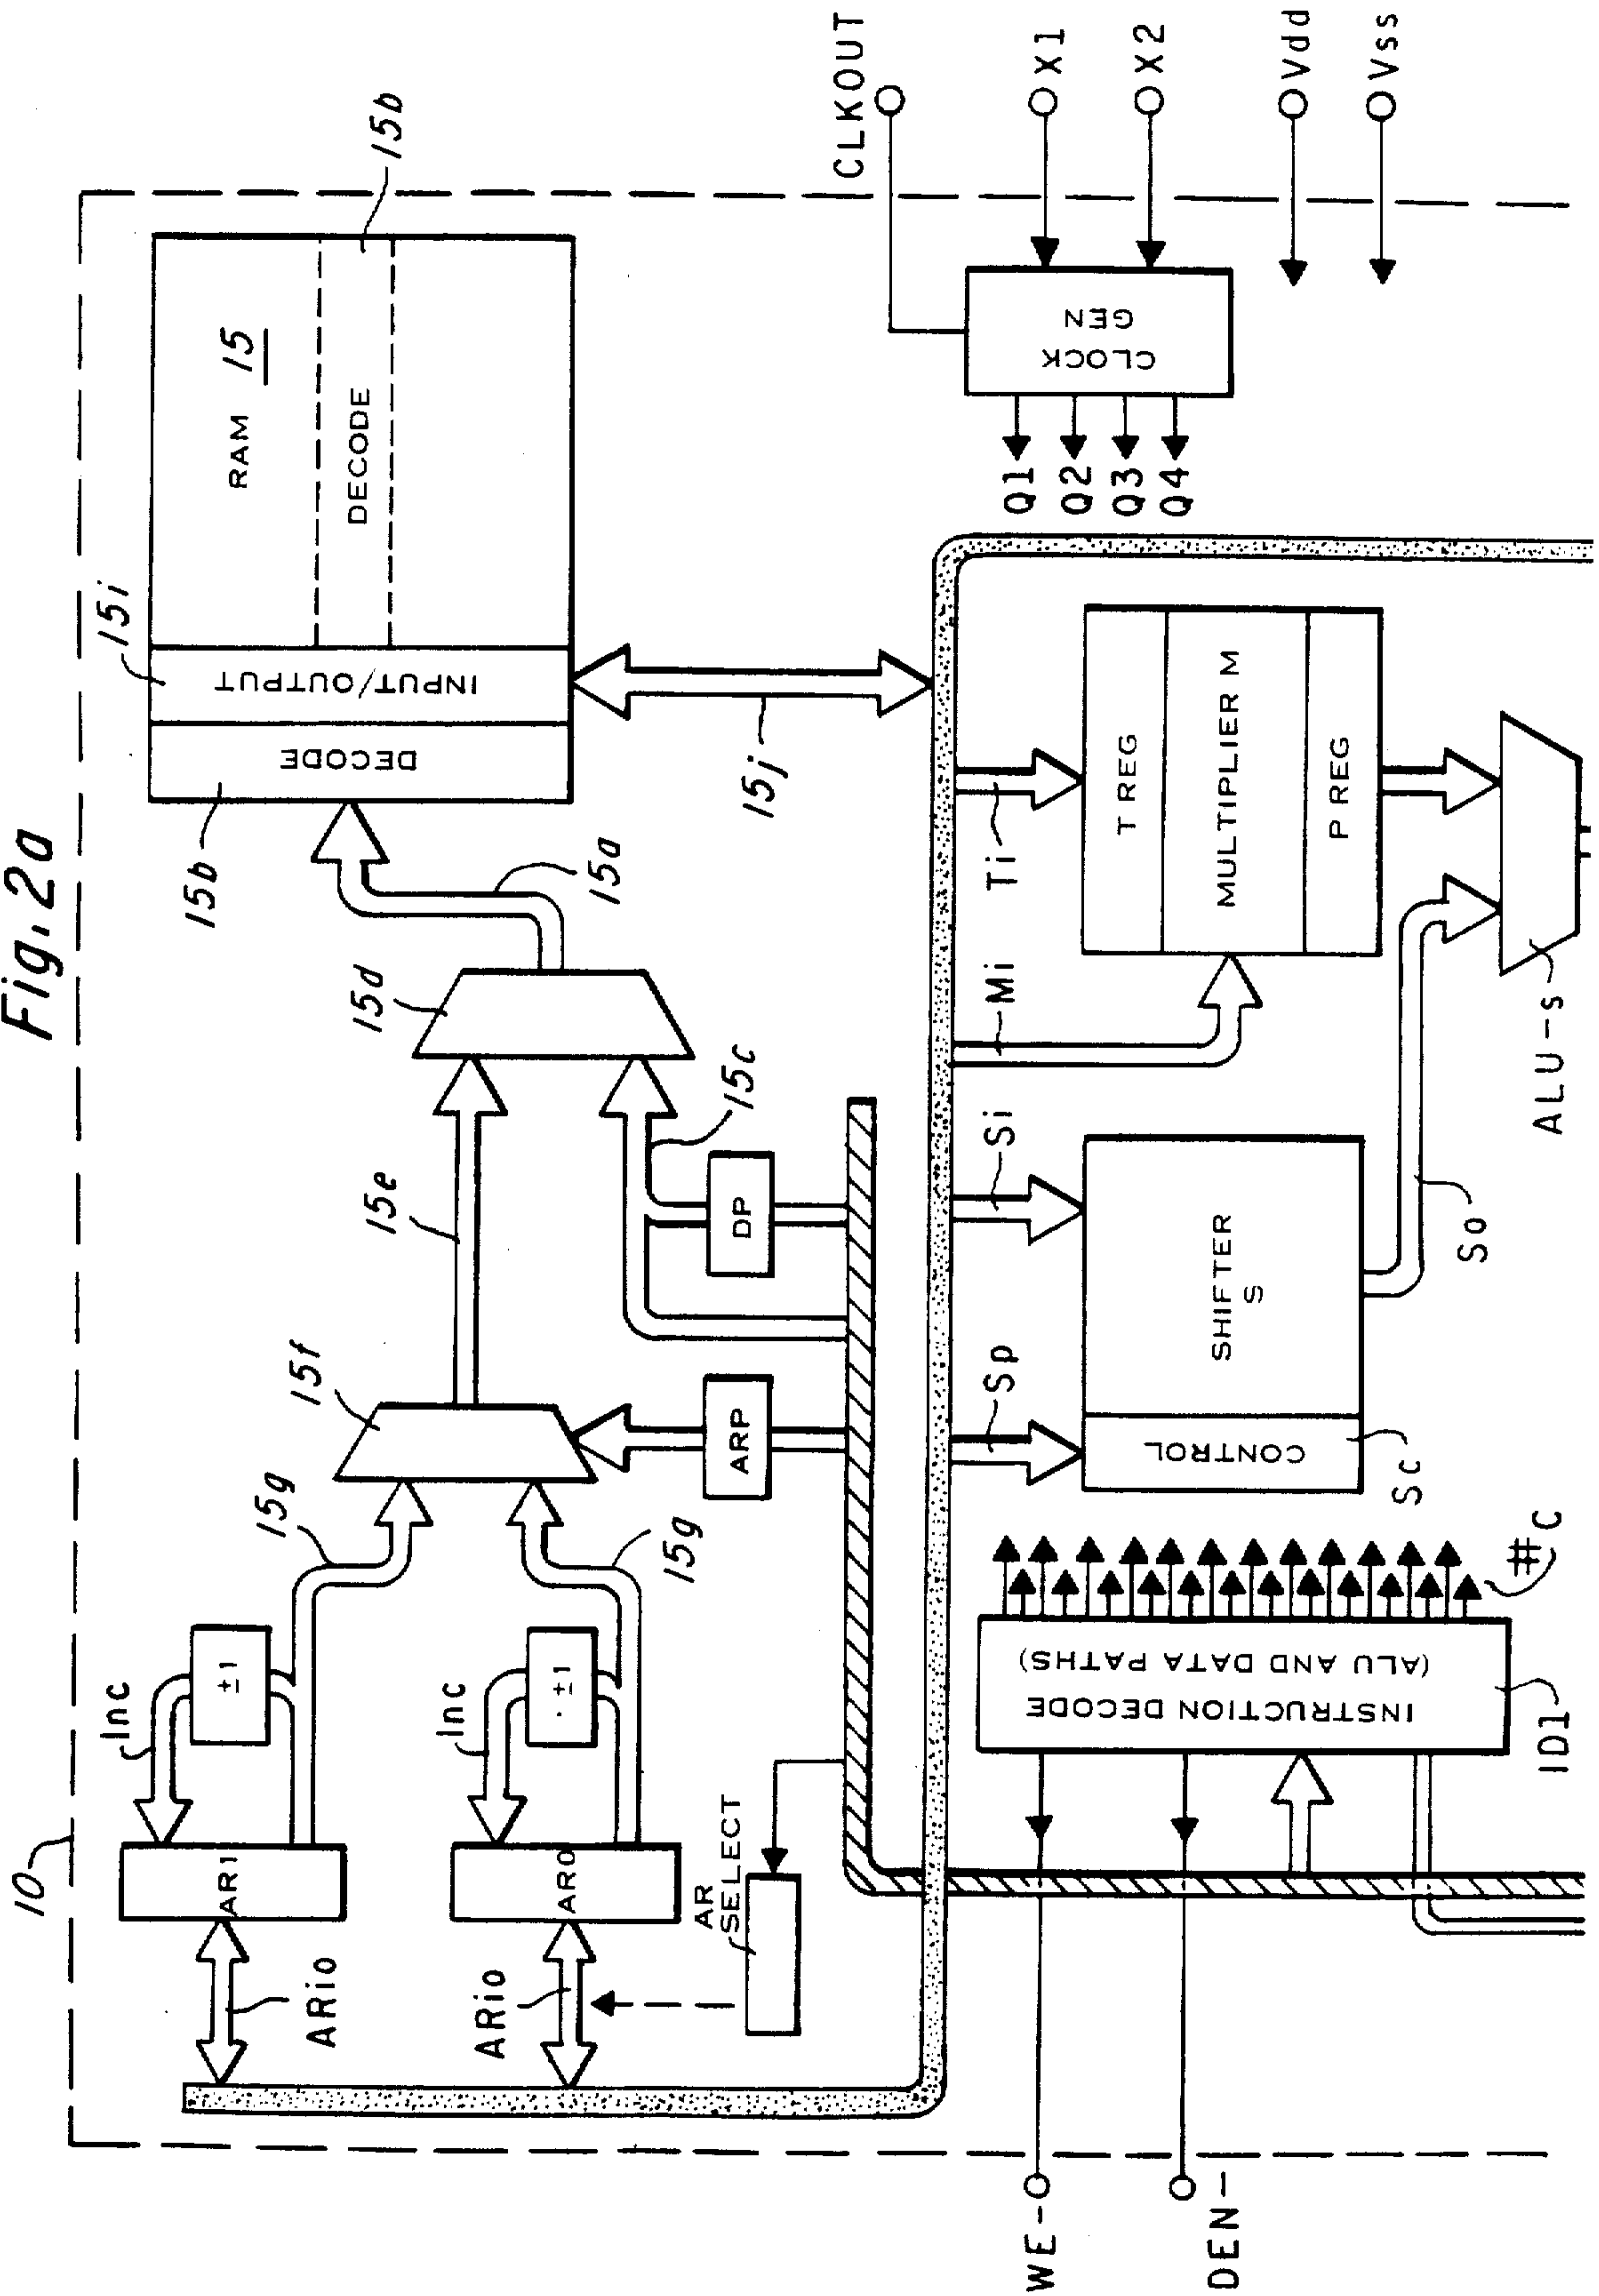 Fig. 2a
10
Inc
±1
AR1
ARio
15g
15f
15e
15d
15a
15b
15i
DECODE
INPUT/OUTPUT
RAM 15
DECODE
15b
Inc
±1
AR0
ARio
15g
AR
SELECT
ARP
DP
15c
15j
CLKOUT
X1
X2
Vdd
Vss
CLOCK
GEN
Q1
Q2
Q3
Q4
WE-
DEN-
INSTRUCTION DECODE
(ALU AND DATA PATHS)
ID1
#C
Sp
Si
Mi
Ti
CONTROL
Sc
SHIFTER
S
So
T REG
MULTIPLIER M
P REG
ALU-s